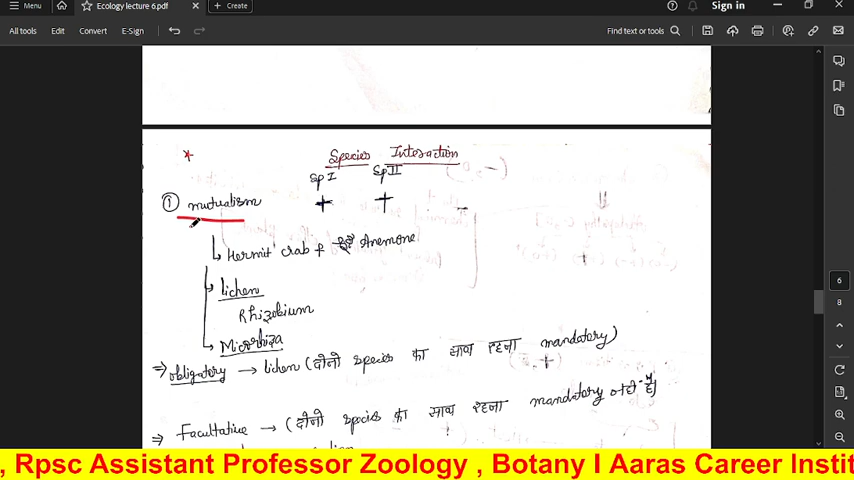 Menu
Ecology lecture 6.pdf
Create
Sign in
All tools Edit Convert E-Sign
Find text or tools
* Species Interaction
Sp I Sp II
① mutualism + +
Hermit crab & Anemone
lichen
Rhizobium
Microrhiza
⇒ obligatory → lichen (दोनो species का साथ रहना mandatory)
⇒ Facultative → (दोनो species का साथ रहना mandatory नही है)
6
8
, Rpsc Assistant Professor Zoology , Botany I Aaras Career Instit